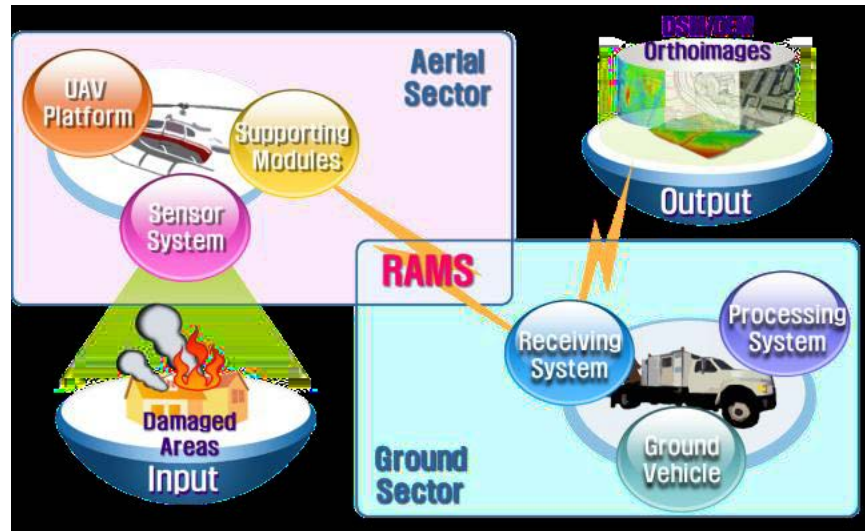 Aerial
Sector
UAV
Platform
Supporting
Modules
Sensor
System
Orthoimages
Output
RAMS
Receiving
System
Processing
System
Ground
Vehicle
Ground
Sector
Damaged
Areas
Input